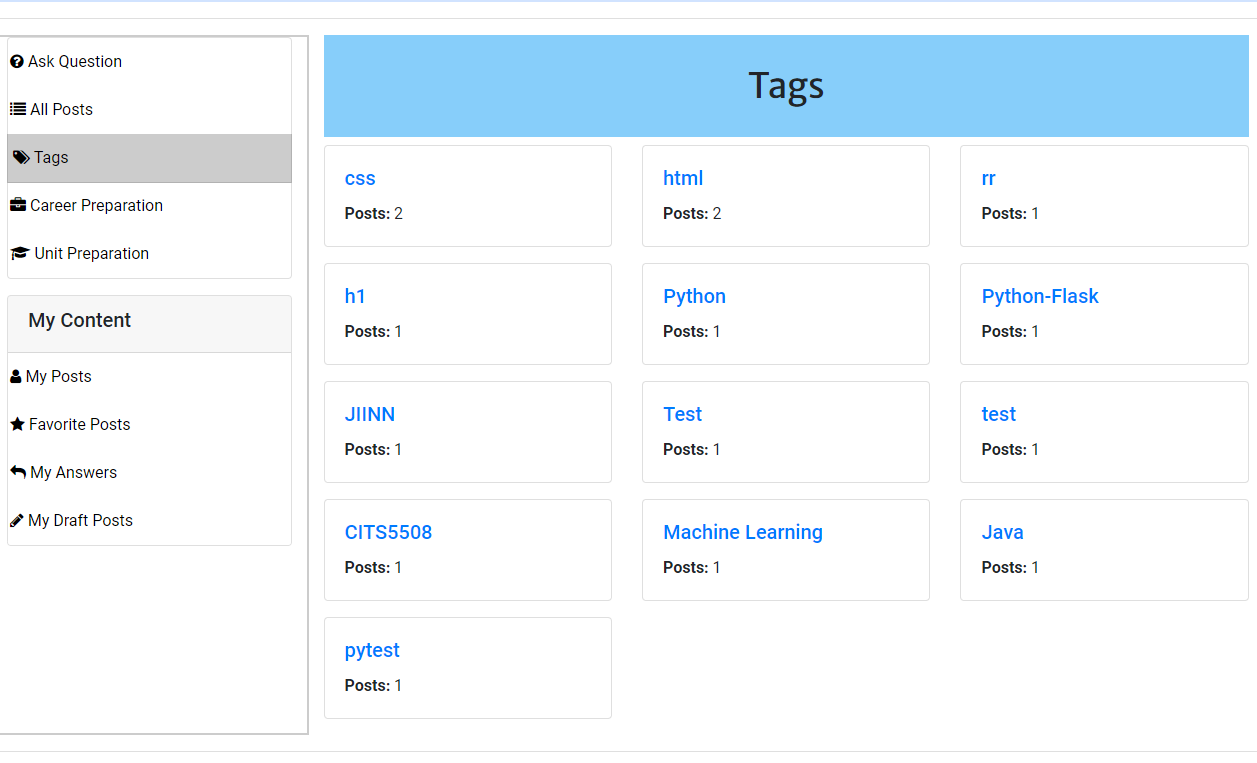 Ask Question
All Posts
Tags
Career Preparation
Unit Preparation
My Content
My Posts
Favorite Posts
My Answers
My Draft Posts
Tags
css
Posts: 2
html
Posts: 2
rr
Posts: 1
h1
Posts: 1
Python
Posts: 1
Python-Flask
Posts: 1
JIINN
Posts: 1
Test
Posts: 1
test
Posts: 1
CITS5508
Posts: 1
Machine Learning
Posts: 1
Java
Posts: 1
pytest
Posts: 1